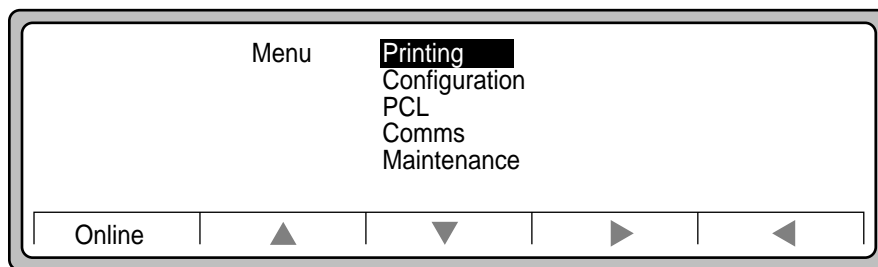 Menu Printing
Configuration
PCL
Comms
Maintenance
Online